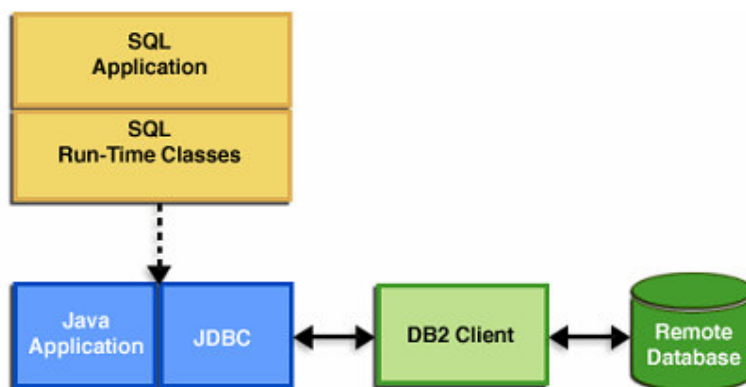 SQL
Application
SQL
Run-Time Classes
Java
Application
JDBC
DB2 Client
Remote
Database